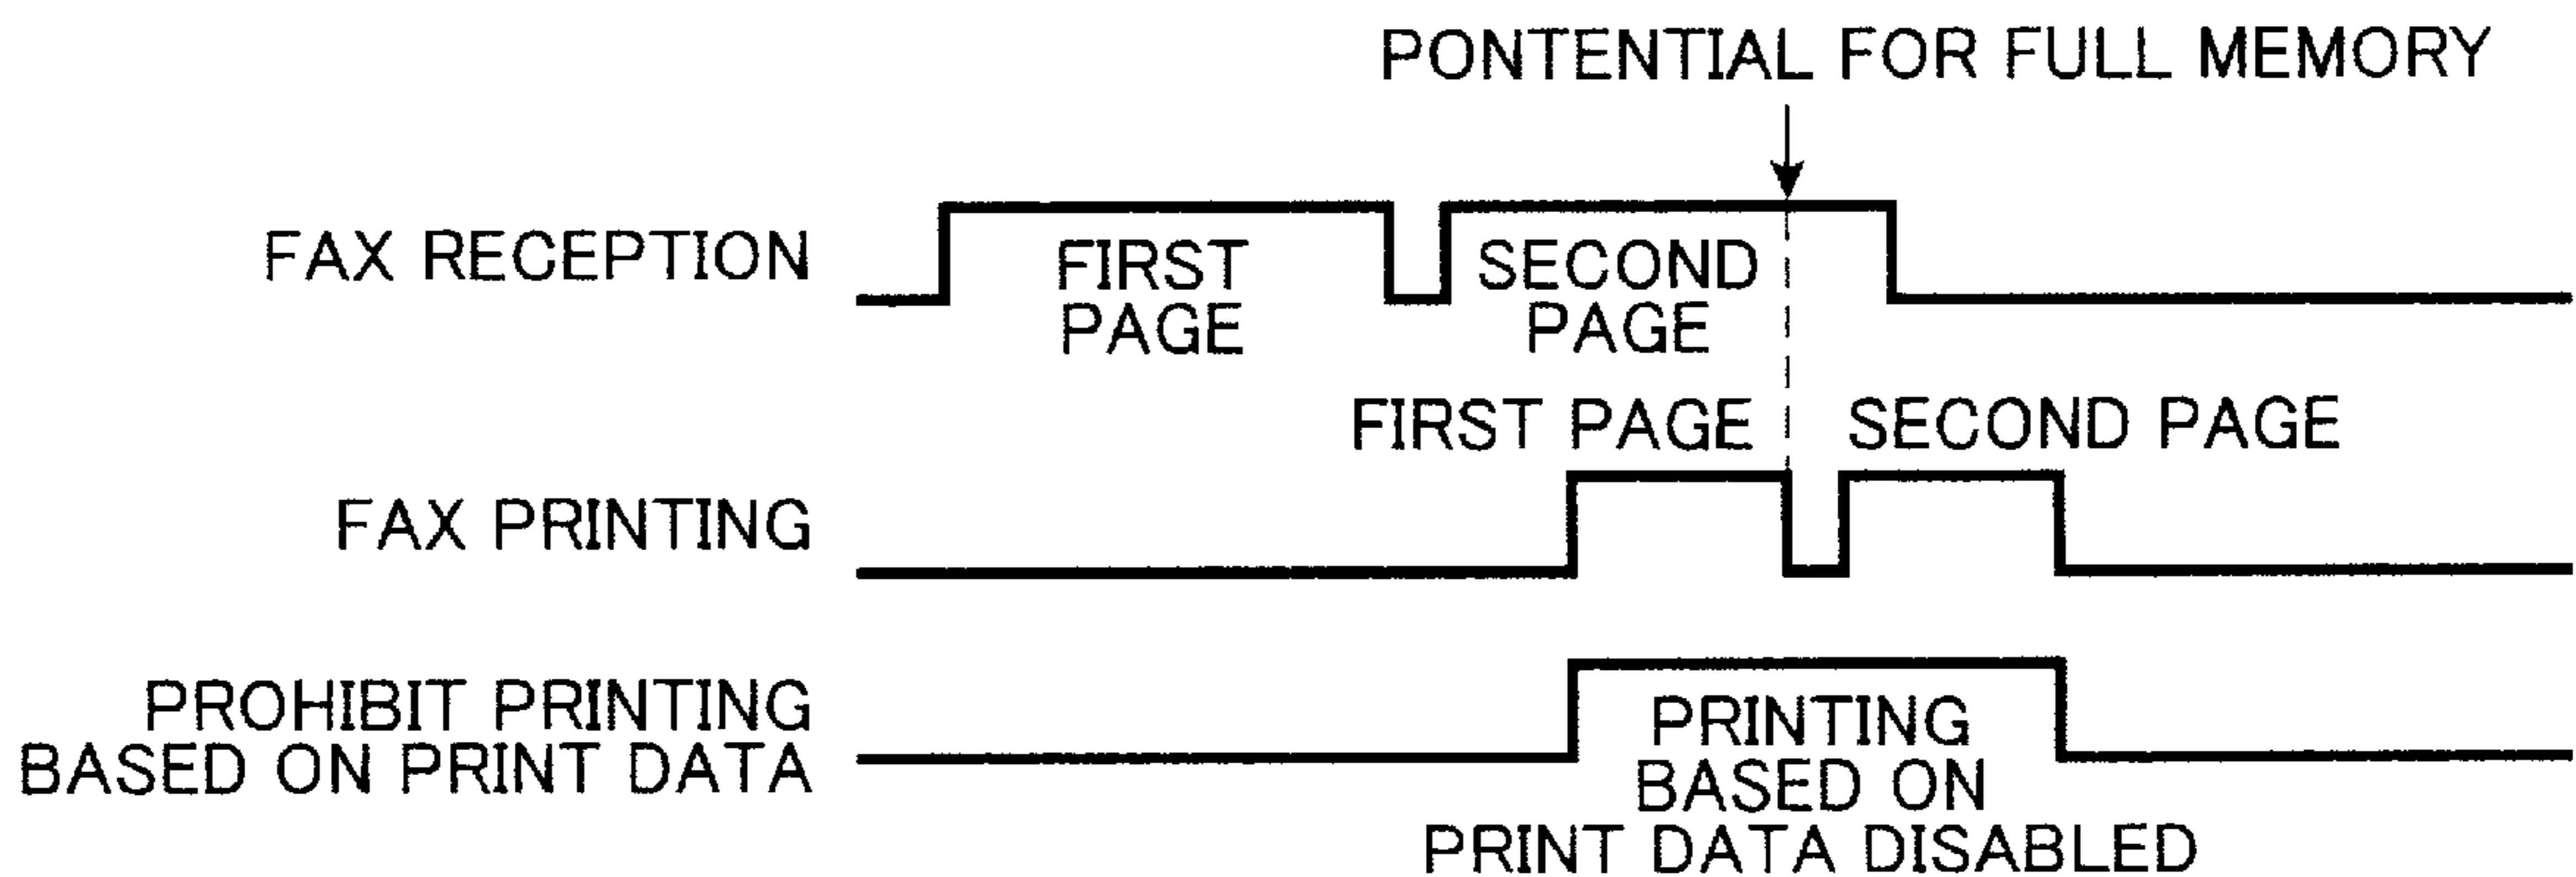 PONTENTIAL FOR FULL MEMORY
FAX RECEPTION
FIRST
PAGE
SECOND
PAGE
FIRST PAGE
SECOND PAGE
FAX PRINTING
PROHIBIT PRINTING
BASED ON PRINT DATA
PRINTING
BASED ON
PRINT DATA DISABLED